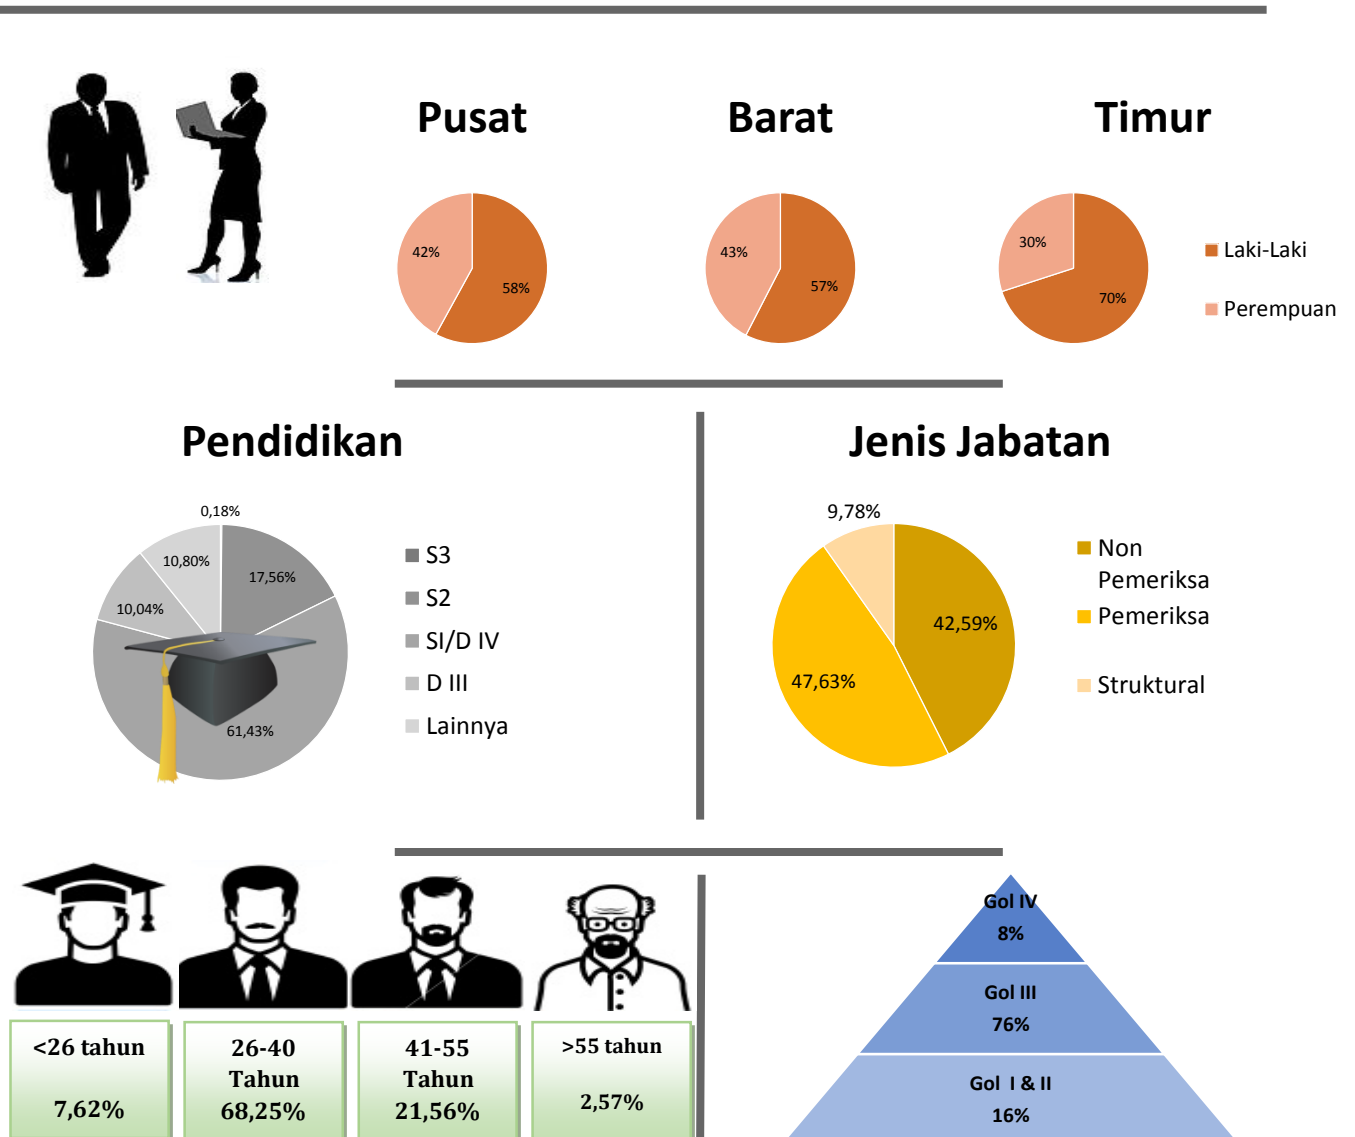 Pusat
Barat
Timur
42%
58%
43%
57%
30%
70%
Laki-Laki
Perempuan
Pendidikan
0,18%
17,56%
61,43%
10,04%
10,80%
S3
S2
SI/D IV
D III
Lainnya
Jenis Jabatan
9,78%
42,59%
47,63%
Non
Pemeriksa
Pemeriksa
Struktural
<26 tahun
7,62%
26-40
Tahun
68,25%
41-55
Tahun
21,56%
>55 tahun
2,57%
Gol IV
8%
Gol III
76%
Gol I & II
16%